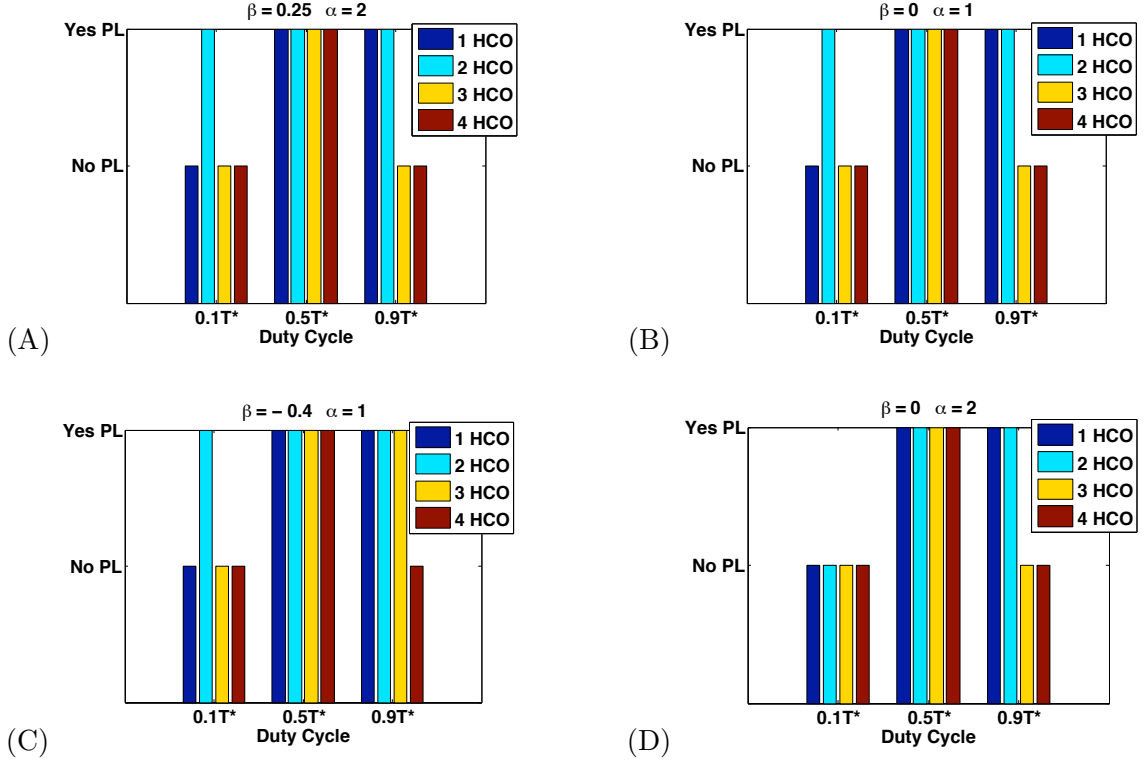 β = 0.25 α = 2
Yes PL
No PL
1 HCO
2 HCO
3 HCO
4 HCO
0.1T* 0.5T* 0.9T*
Duty Cycle
(A)
β = 0 α = 1
Yes PL
No PL
1 HCO
2 HCO
3 HCO
4 HCO
0.1T* 0.5T* 0.9T*
Duty Cycle
(B)
β = − 0.4 α = 1
Yes PL
No PL
1 HCO
2 HCO
3 HCO
4 HCO
0.1T* 0.5T* 0.9T*
Duty Cycle
(C)
β = 0 α = 2
Yes PL
No PL
1 HCO
2 HCO
3 HCO
4 HCO
0.1T* 0.5T* 0.9T*
Duty Cycle
(D)